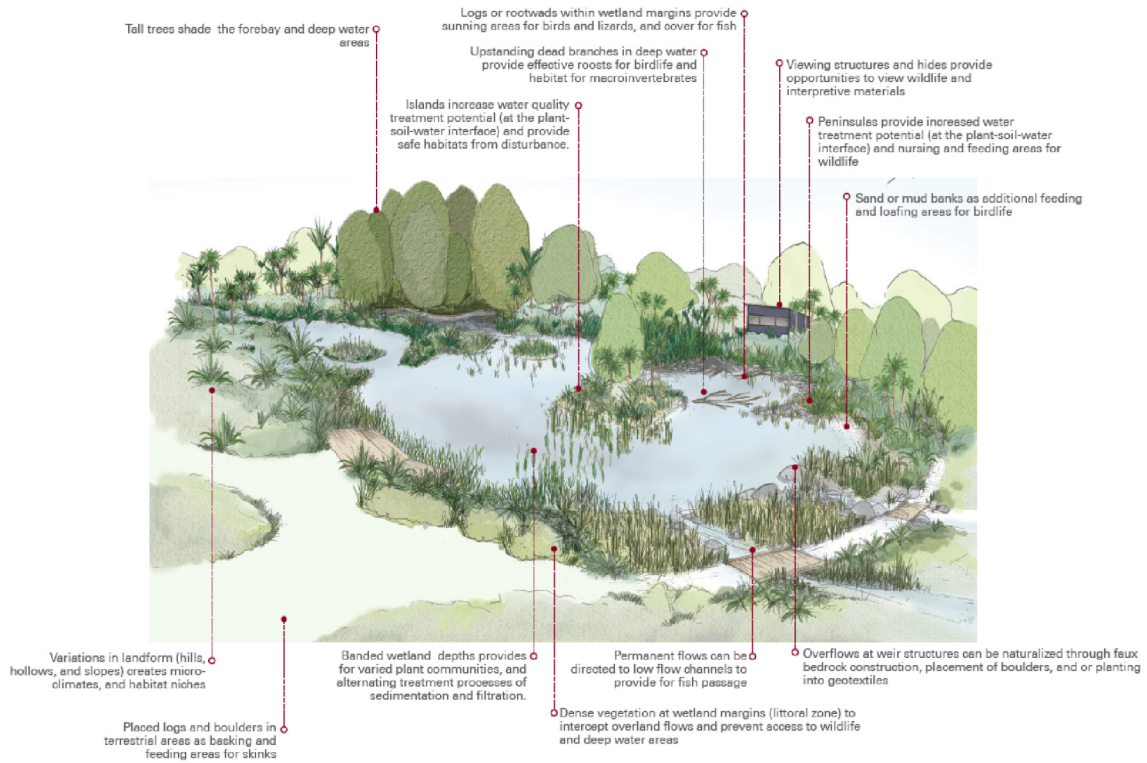 Tall trees shade the forebay and deep water
areas
Logs or rootwads within wetland margins provide
sunning areas for birds and lizards, and cover for fish
Upstanding dead branches in deep water
provide effective roosts for birdlife and
habitat for macroinvertebrates
Viewing structures and hides provide
opportunities to view wildlife and
interpretive materials
Islands increase water quality
treatment potential (at the plant-
soil-water interface) and provide
safe habitats from disturbance.
Peninsulas provide increased water
treatment potential (at the plant-soil-water
interface) and nursing and feeding areas for
wildlife
Sand or mud banks as additional feeding
and loafing areas for birdlife
Variations in landform (hills,
hollows, and slopes) creates micro-
climates, and habitat niches
Banded wetland depths provides
for varied plant communities, and
alternating treatment processes of
sedimentation and filtration.
Permanent flows can be
directed to low flow channels to
provide for fish passage
Overflows at weir structures can be naturalized through faux
bedrock construction, placement of boulders, and or planting
into geotextiles
Placed logs and boulders in
terrestrial areas as basking and
feeding areas for skinks
Dense vegetation at wetland margins (littoral zone) to
intercept overland flows and prevent access to wildlife
and deep water areas